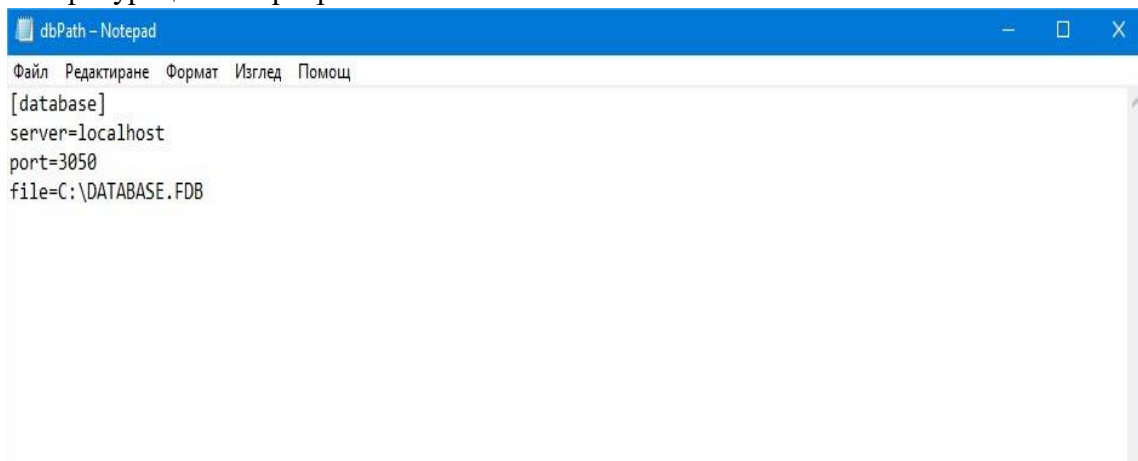 dbPath – Notepad
Файл Редактиране Формат Изглед Помощ
[database]
server=localhost
port=3050
file=C:\DATABASE.FDB